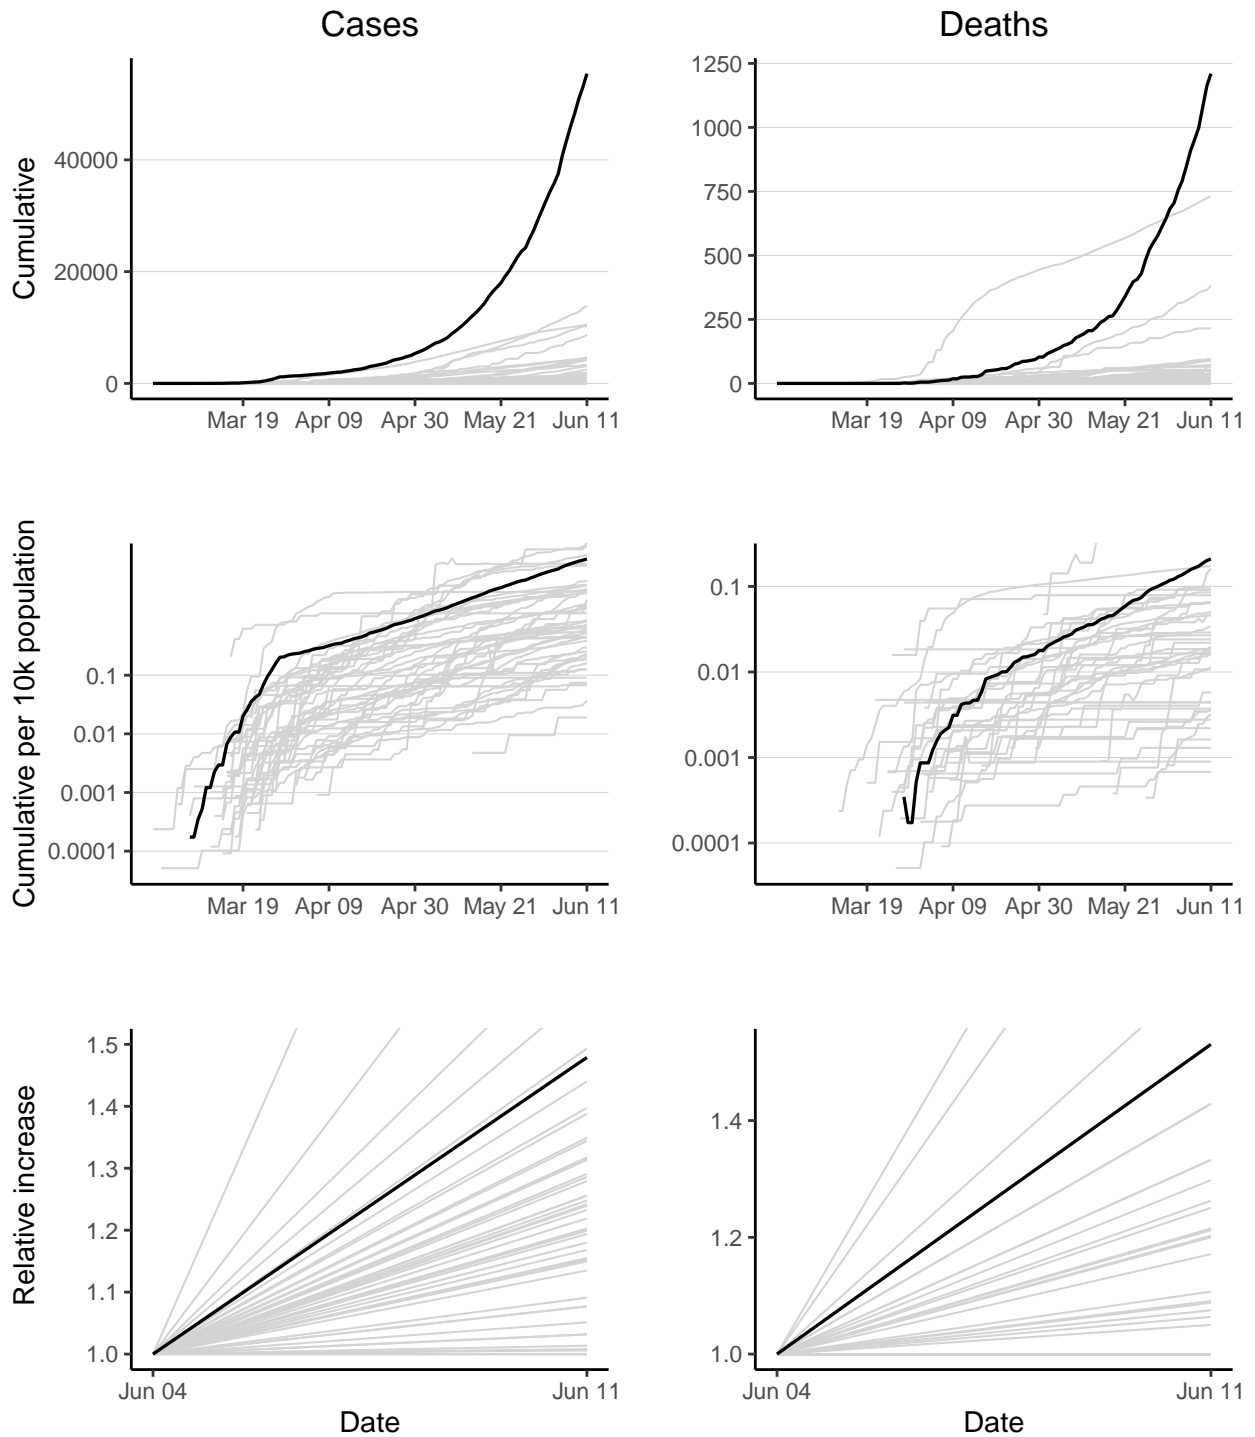 Cases
Deaths
Cumulative
40000
20000
0
Mar 19 Apr 09 Apr 30 May 21 Jun 11
1250
1000
750
500
250
0
Mar 19 Apr 09 Apr 30 May 21 Jun 11
Cumulative per 10k population
0.1
0.01
0.001
0.0001
Mar 19 Apr 09 Apr 30 May 21 Jun 11
0.1
0.01
0.001
0.0001
Mar 19 Apr 09 Apr 30 May 21 Jun 11
Relative increase
1.5
1.4
1.3
1.2
1.1
1.0
Jun 04 Jun 11
Date
1.4
1.2
1.0
Jun 04 Jun 11
Date